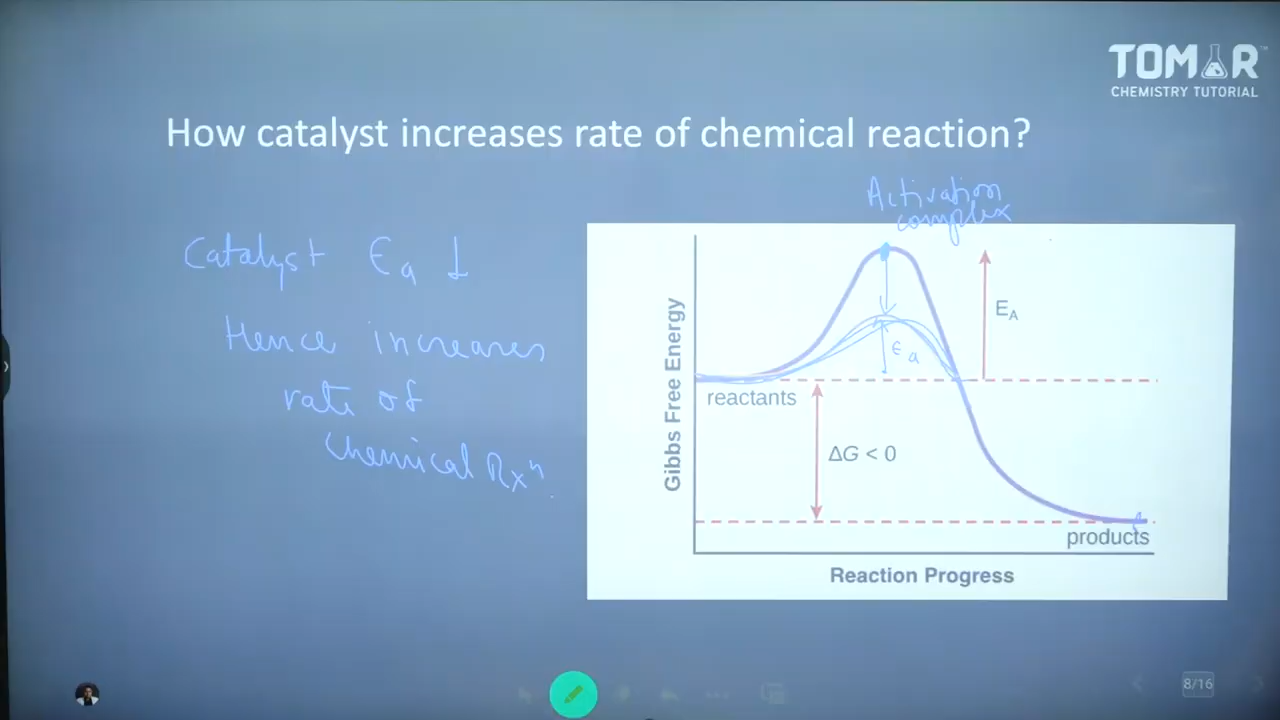 TOMAR
CHEMISTRY TUTORIAL
How catalyst increases rate of chemical reaction?
Activation
complex
Catalyst Ea ↓
Hence increases
rate of
chemical Rxⁿ.
Gibbs Free Energy
EA
Ea
reactants
ΔG < 0
products
Reaction Progress
8/16